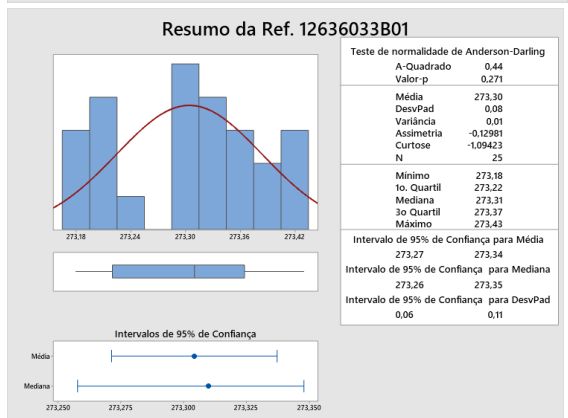 Resumo da Ref. 12636033B01
Teste de normalidade de Anderson-Darling
A-Quadrado 0,44
Valor-p 0,271
Média 273,30
DesvPad 0,08
Variância 0,01
Assimetria -0,12981
Curtose -1,09423
N 25
Mínimo 273,18
1o. Quartil 273,22
Mediana 273,31
3o Quartil 273,37
Máximo 273,43
Intervalo de 95% de Confiança para Média
273,27 273,34
Intervalo de 95% de Confiança para Mediana
273,26 273,35
Intervalo de 95% de Confiança para DesvPad
0,06 0,11
273,18 273,24 273,30 273,36 273,42
Intervalos de 95% de Confiança
Média
Mediana
273,250 273,275 273,300 273,325 273,350